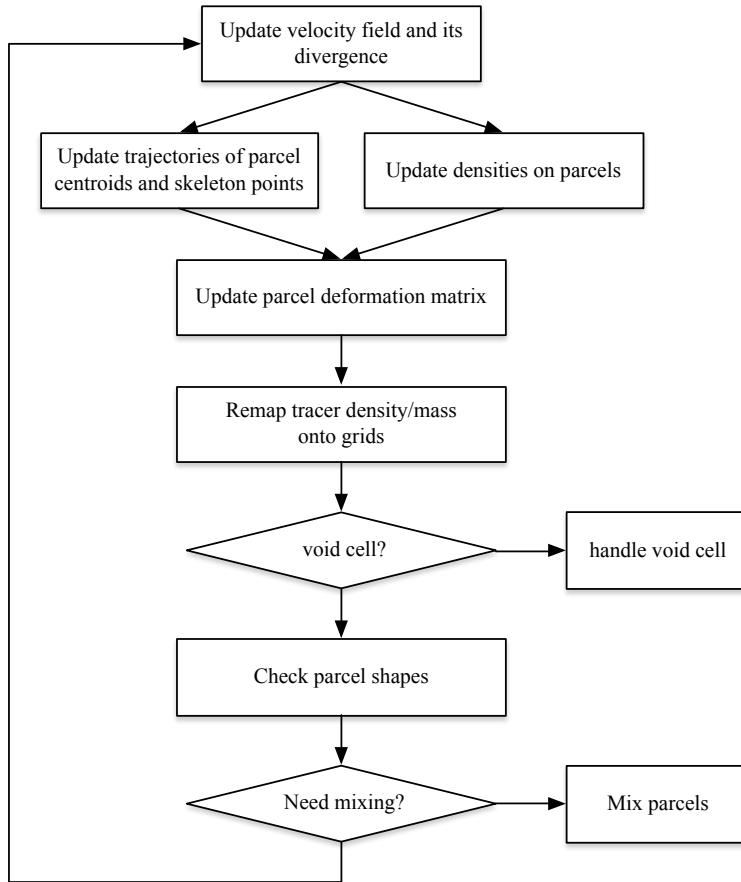 Update velocity field and its
divergence
Update trajectories of parcel
centroids and skeleton points
Update densities on parcels
Update parcel deformation matrix
Remap tracer density/mass
onto grids
void cell?
handle void cell
Check parcel shapes
Need mixing?
Mix parcels